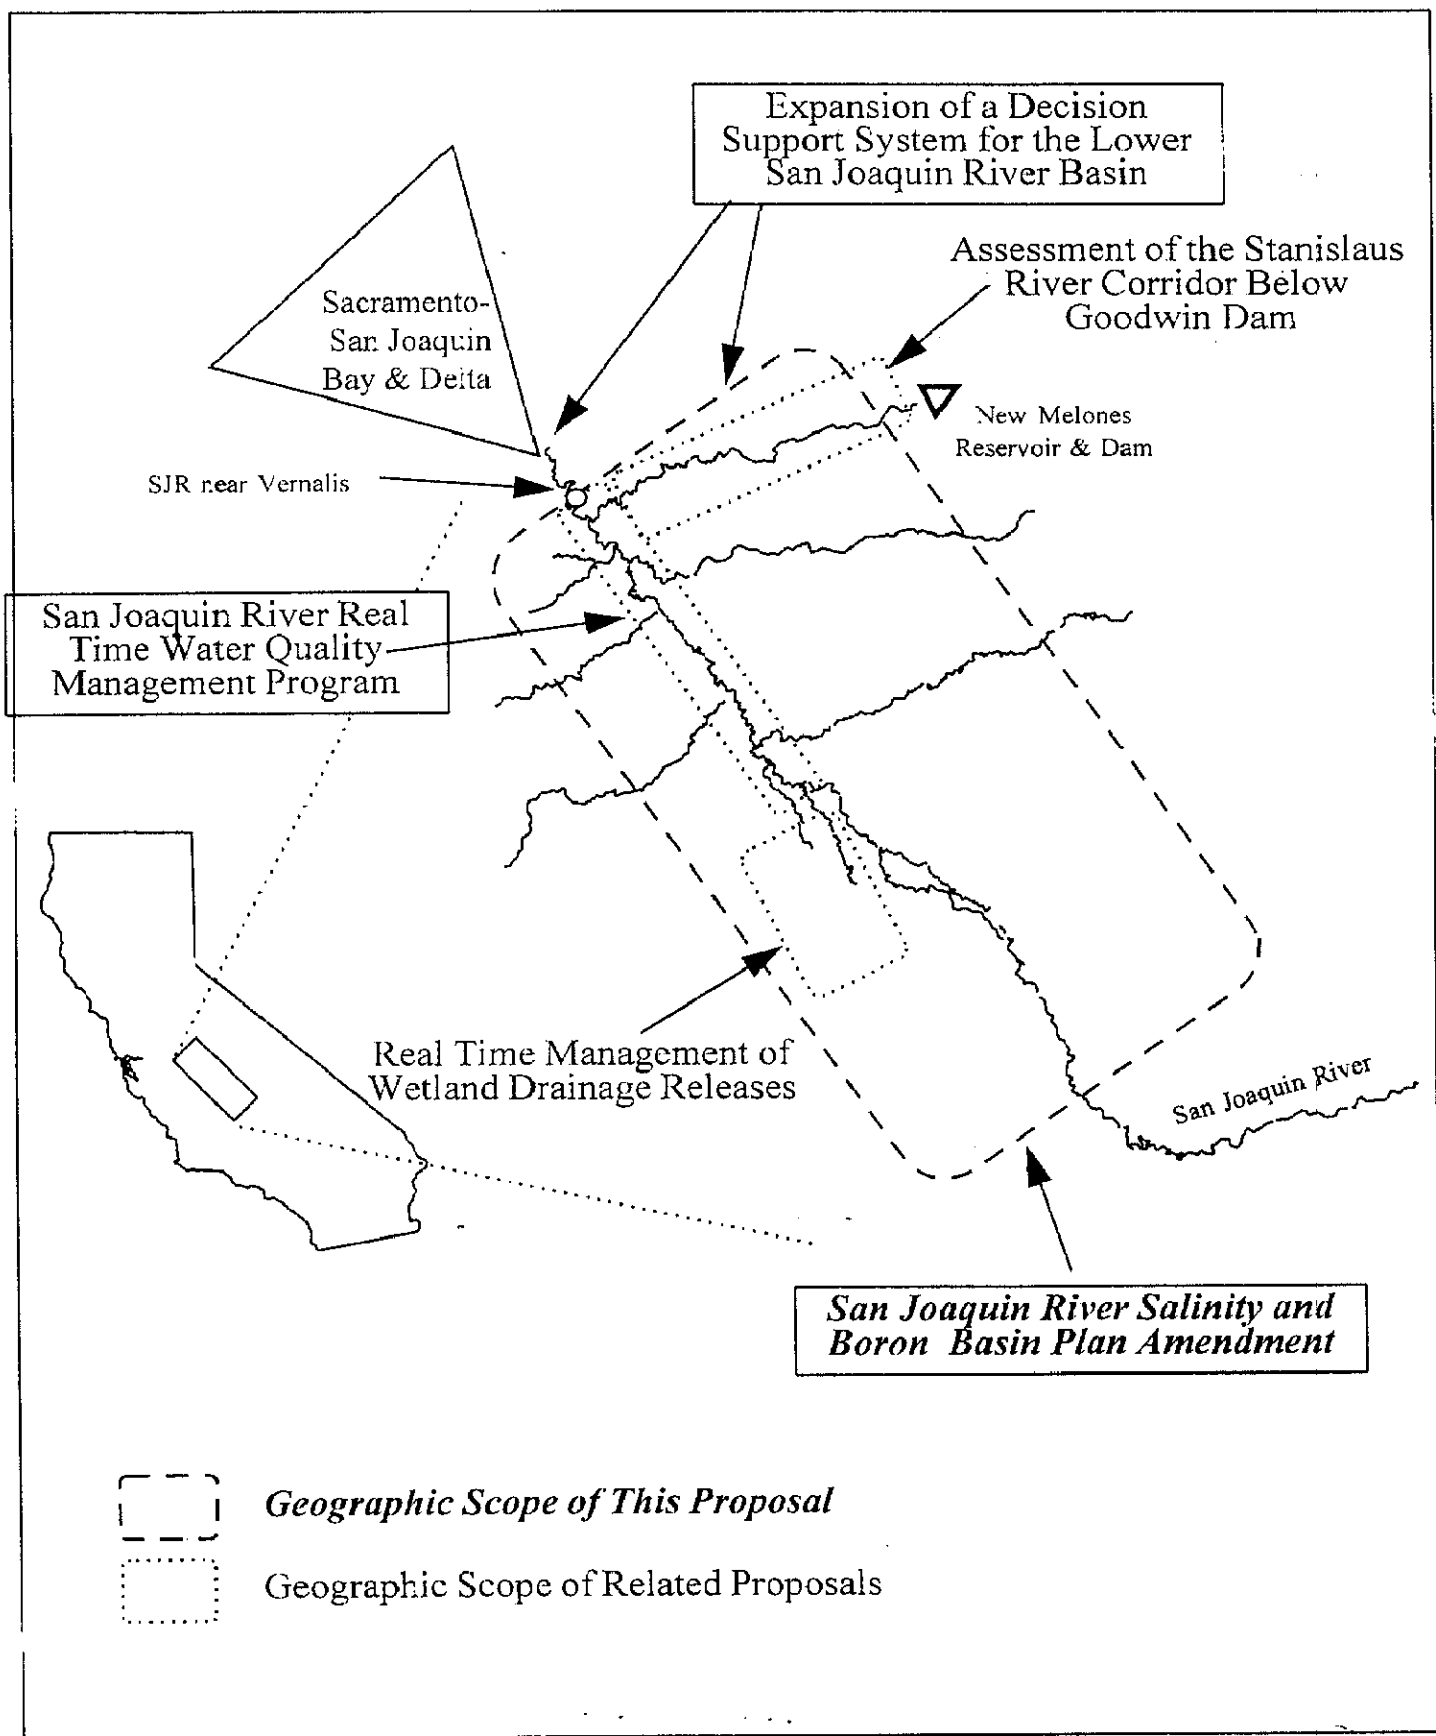 Expansion of a Decision
Support System for the Lower
San Joaquin River Basin
Assessment of the Stanislaus
River Corridor Below
Goodwin Dam
Sacramento-
San Joaquin
Bay & Delta
New Melones
Reservoir & Dam
SJR near Vernalis
San Joaquin River Real
Time Water Quality
Management Program
Real Time Management of
Wetland Drainage Releases
San Joaquin River
San Joaquin River Salinity and
Boron Basin Plan Amendment
Geographic Scope of This Proposal
Geographic Scope of Related Proposals